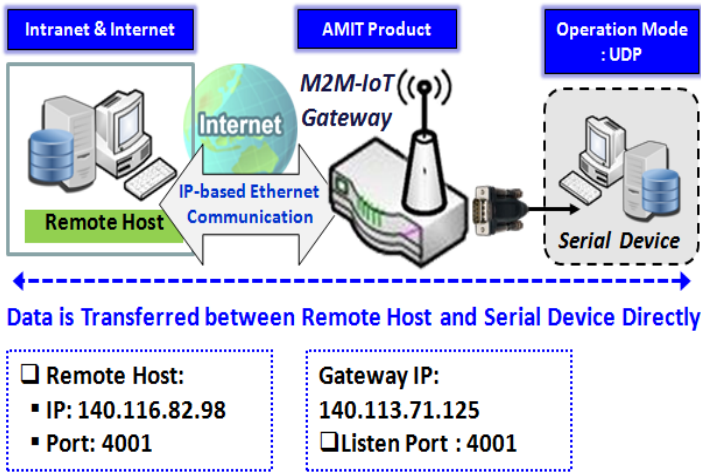 Intranet & Internet
AMIT Product
Operation Mode
: UDP
M2M-IoT
Gateway
Internet
IP-based Ethernet
Communication
Remote Host
Serial Device
Data is Transferred between Remote Host and Serial Device Directly
❑ Remote Host:
▪ IP: 140.116.82.98
▪ Port: 4001
Gateway IP:
140.113.71.125
❑Listen Port : 4001